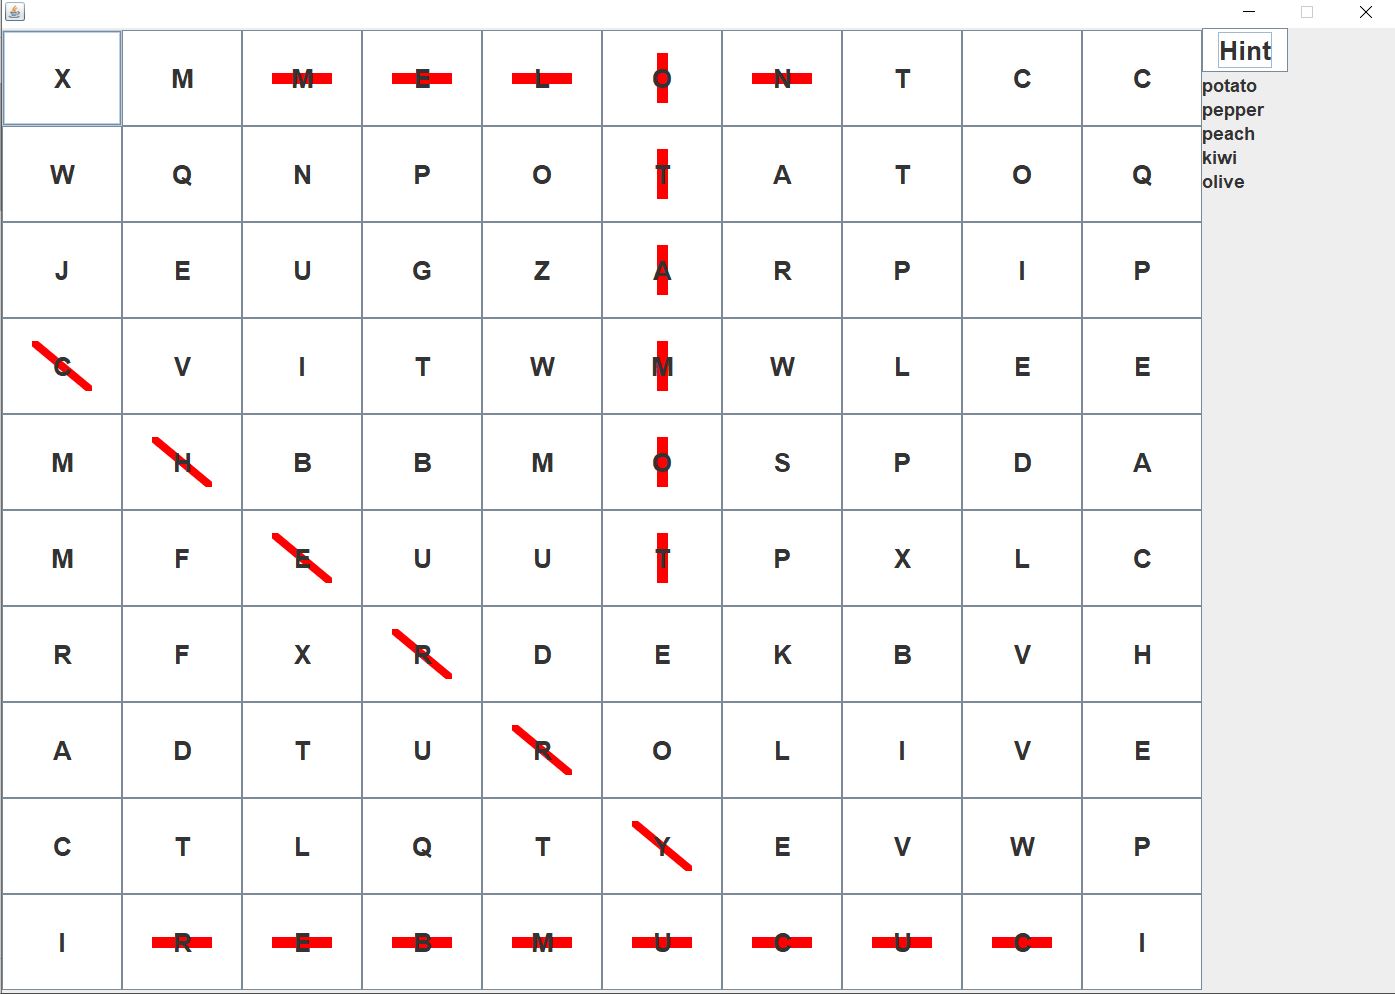 X M M E L O N T C C
W Q N P O T A T O Q
J E U G Z A R P I P
C V I T W M W L E E
M H B B M O S P D A
M F E U U T P X L C
R F X R D E K B V H
A D T U R O L I V E
C T L Q T Y E V W P
I R E B M U C U C I
Hint
potato
pepper
peach
kiwi
olive